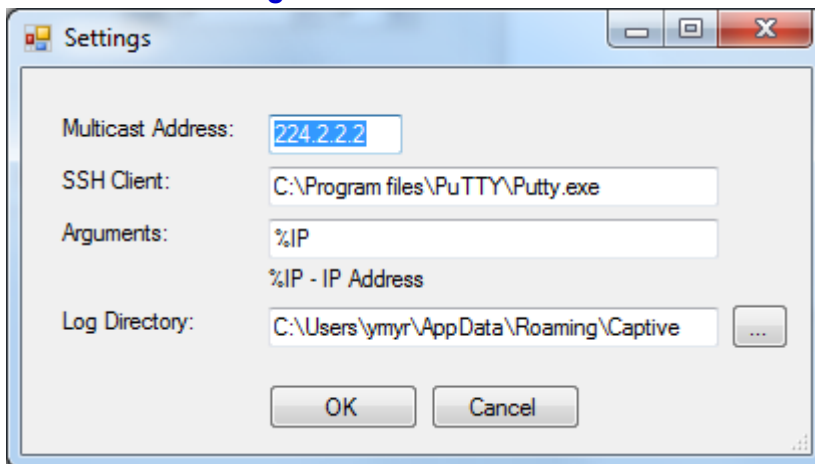 Settings
Multicast Address: 224.2.2.2
SSH Client: C:\Program files\PuTTY\Putty.exe
Arguments: %IP
%IP - IP Address
Log Directory: C:\Users\ymyr\AppData\Roaming\Captive ...
OK Cancel